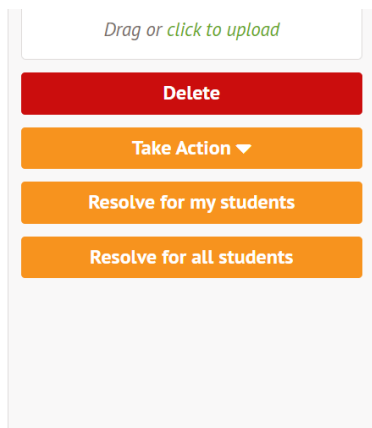 Drag or click to upload
Delete
Take Action
Resolve for my students
Resolve for all students